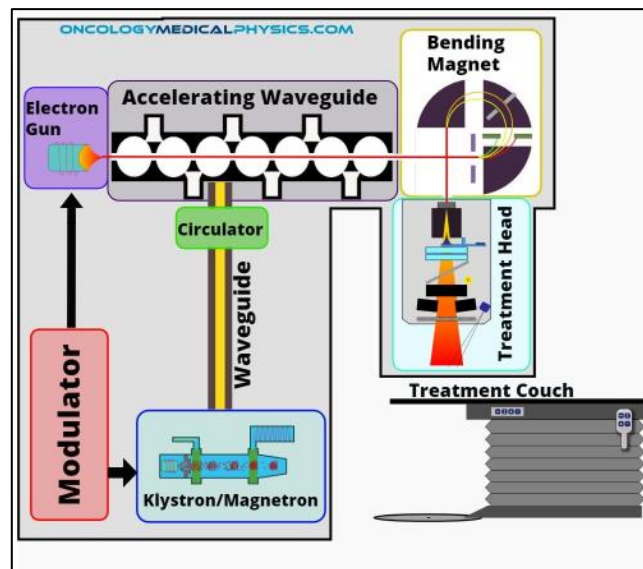 ONCOLOGYMEDICALPHYSICS.COM
Bending
Magnet
Accelerating Waveguide
Electron
Gun
Circulator
Waveguide
Treatment Head
Modulator
Treatment Couch
Klystron/Magnetron